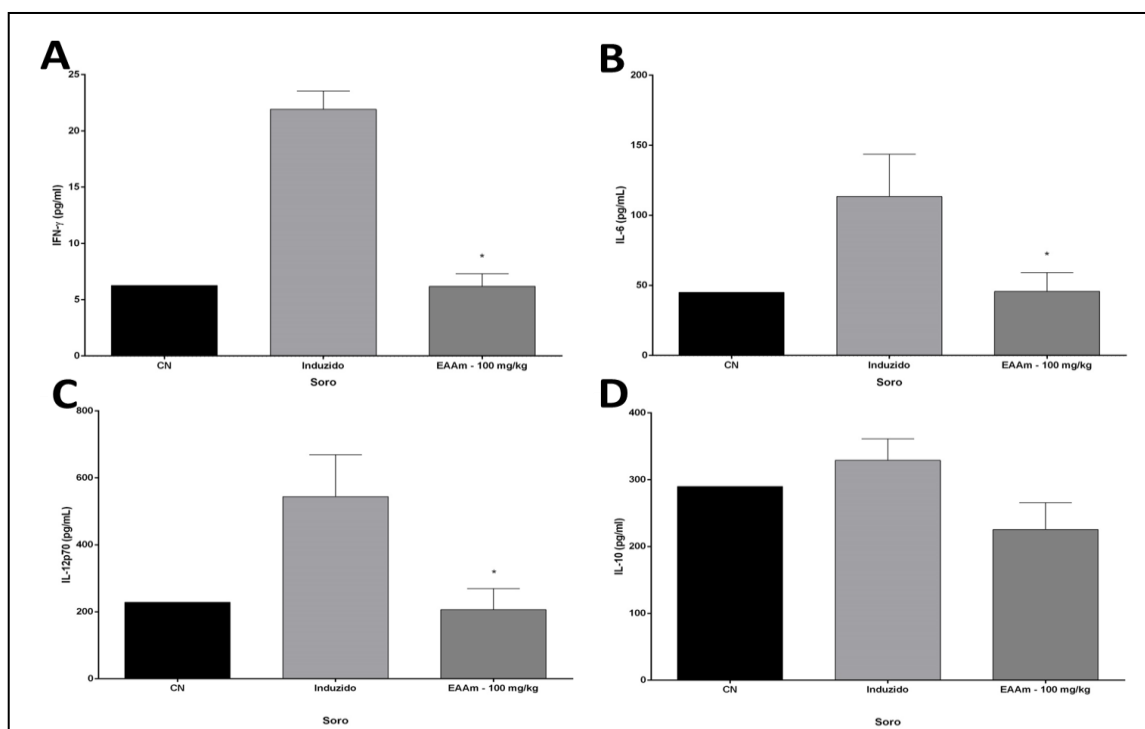 A
25
20
15
10
5
0
IFN-γ (pg/ml)
*
CN Induzido EAAm - 100 mg/kg
Soro
B
200
150
100
50
0
IL-6 (pg/mL)
*
CN Induzido EAAm - 100 mg/kg
Soro
C
800
600
400
200
0
IL-12p70 (pg/mL)
*
CN Induzido EAAm - 100 mg/kg
Soro
D
400
300
200
100
0
IL-10 (pg/ml)
CN Induzido EAAm - 100 mg/kg
Soro